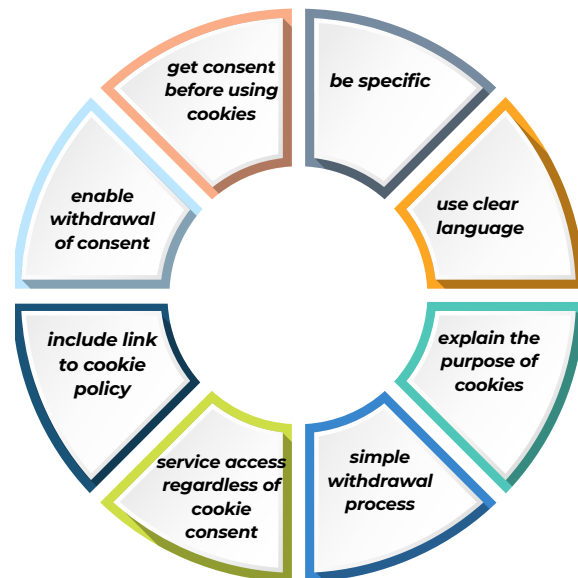 get consent
before using
cookies
be specific
use clear
language
explain the
purpose of
cookies
simple
withdrawal
process
service access
regardless of
cookie
consent
include link
to cookie
policy
enable
withdrawal
of consent